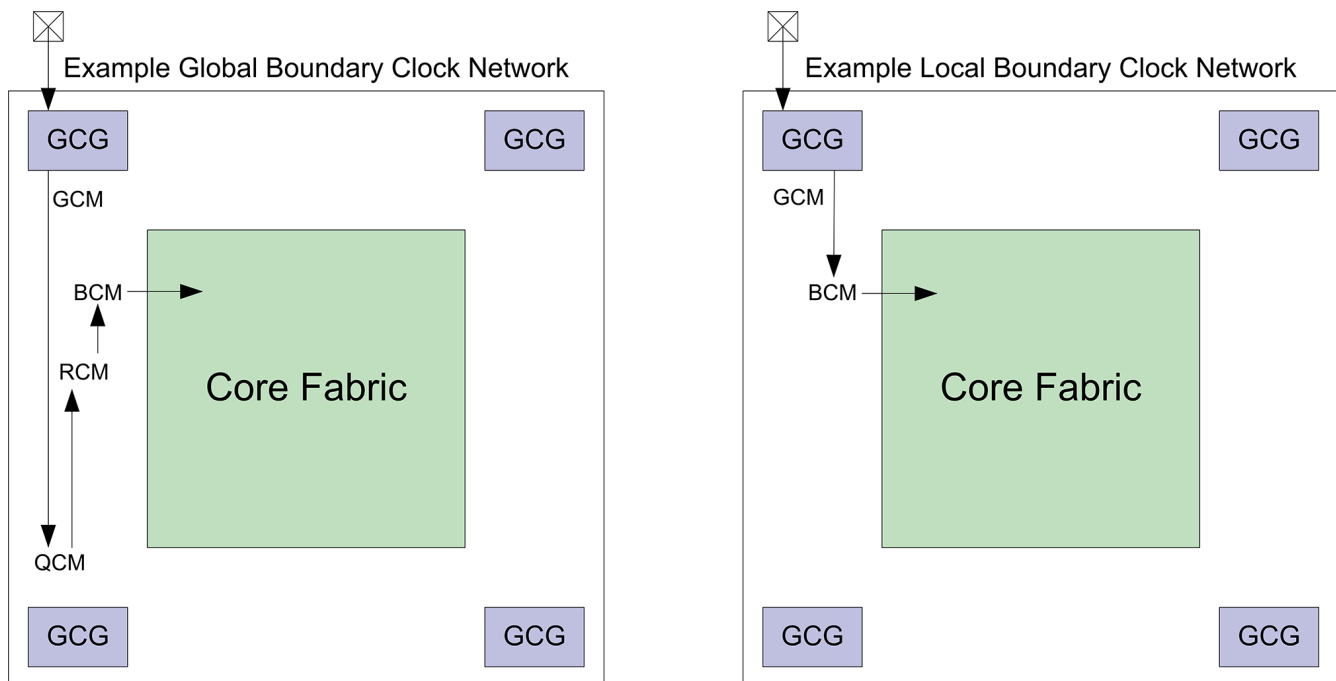 Example Global Boundary Clock Network
GCG
GCG
GCM
BCM
RCM
Core Fabric
QCM
GCG
GCG
Example Local Boundary Clock Network
GCG
GCG
GCM
BCM
Core Fabric
GCG
GCG